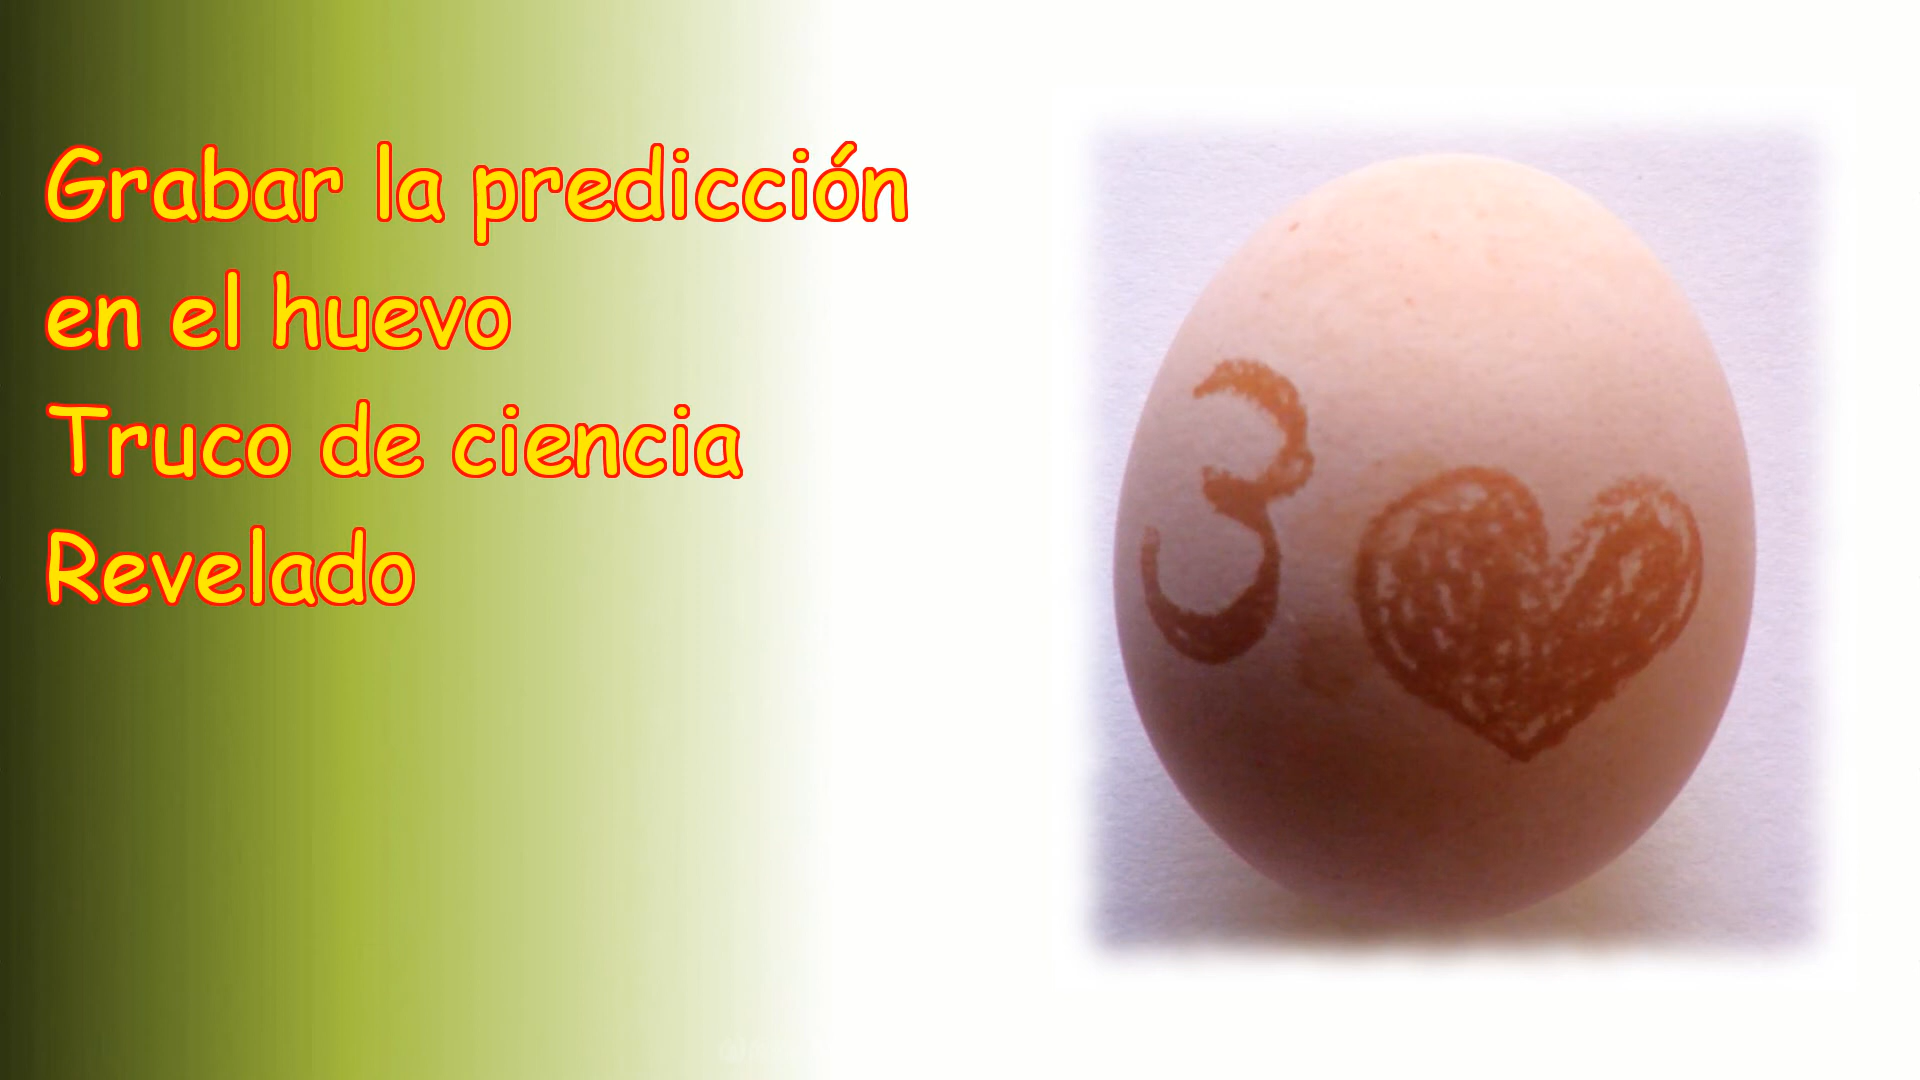 Grabar la predicción
en el huevo
Truco de ciencia
Revelado
3